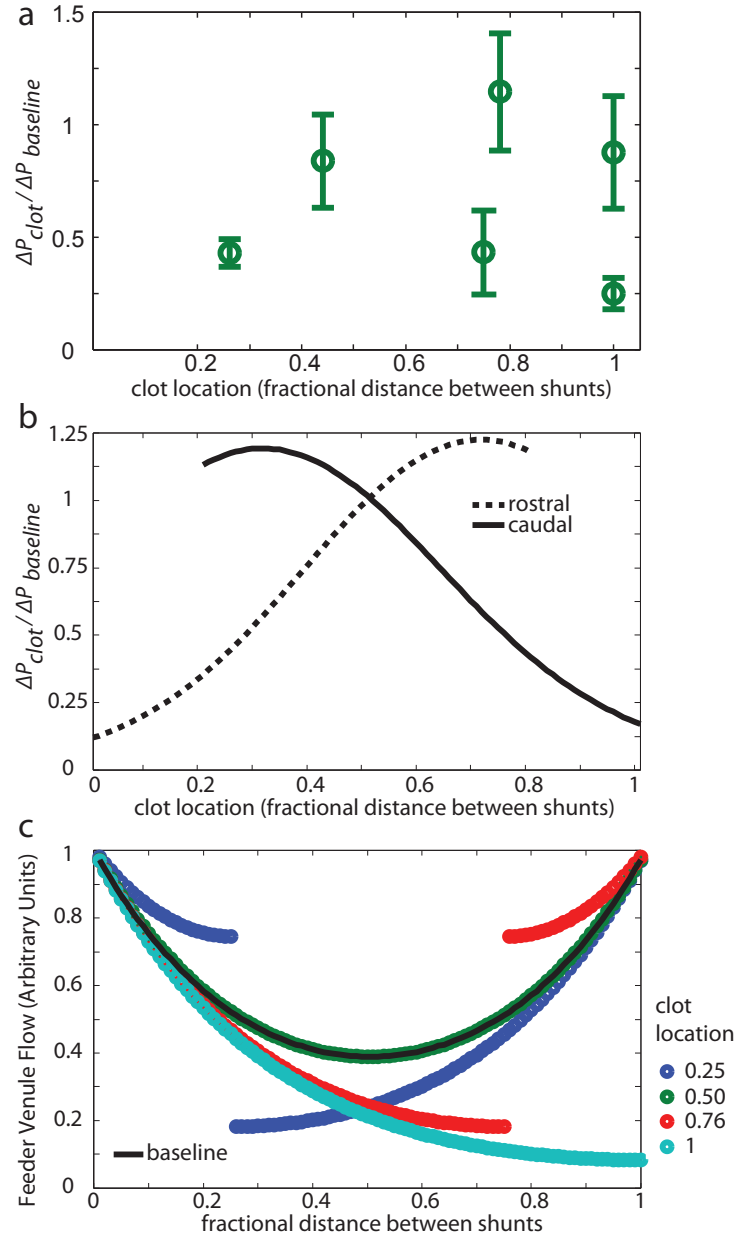 a
ΔP_clot / ΔP_baseline
1.5
1
0.5
0
0.2 0.4 0.6 0.8 1
clot location (fractional distance between shunts)
b
ΔP_clot / ΔP_baseline
1.25
1
0.75
0.5
0.25
0
rostral
caudal
0 0.2 0.4 0.6 0.8 1
clot location (fractional distance between shunts)
c
Feeder Venule Flow (Arbitrary Units)
1
0.8
0.6
0.4
0.2
0
baseline
0 0.2 0.4 0.6 0.8 1
fractional distance between shunts
clot
location
0.25
0.50
0.76
1